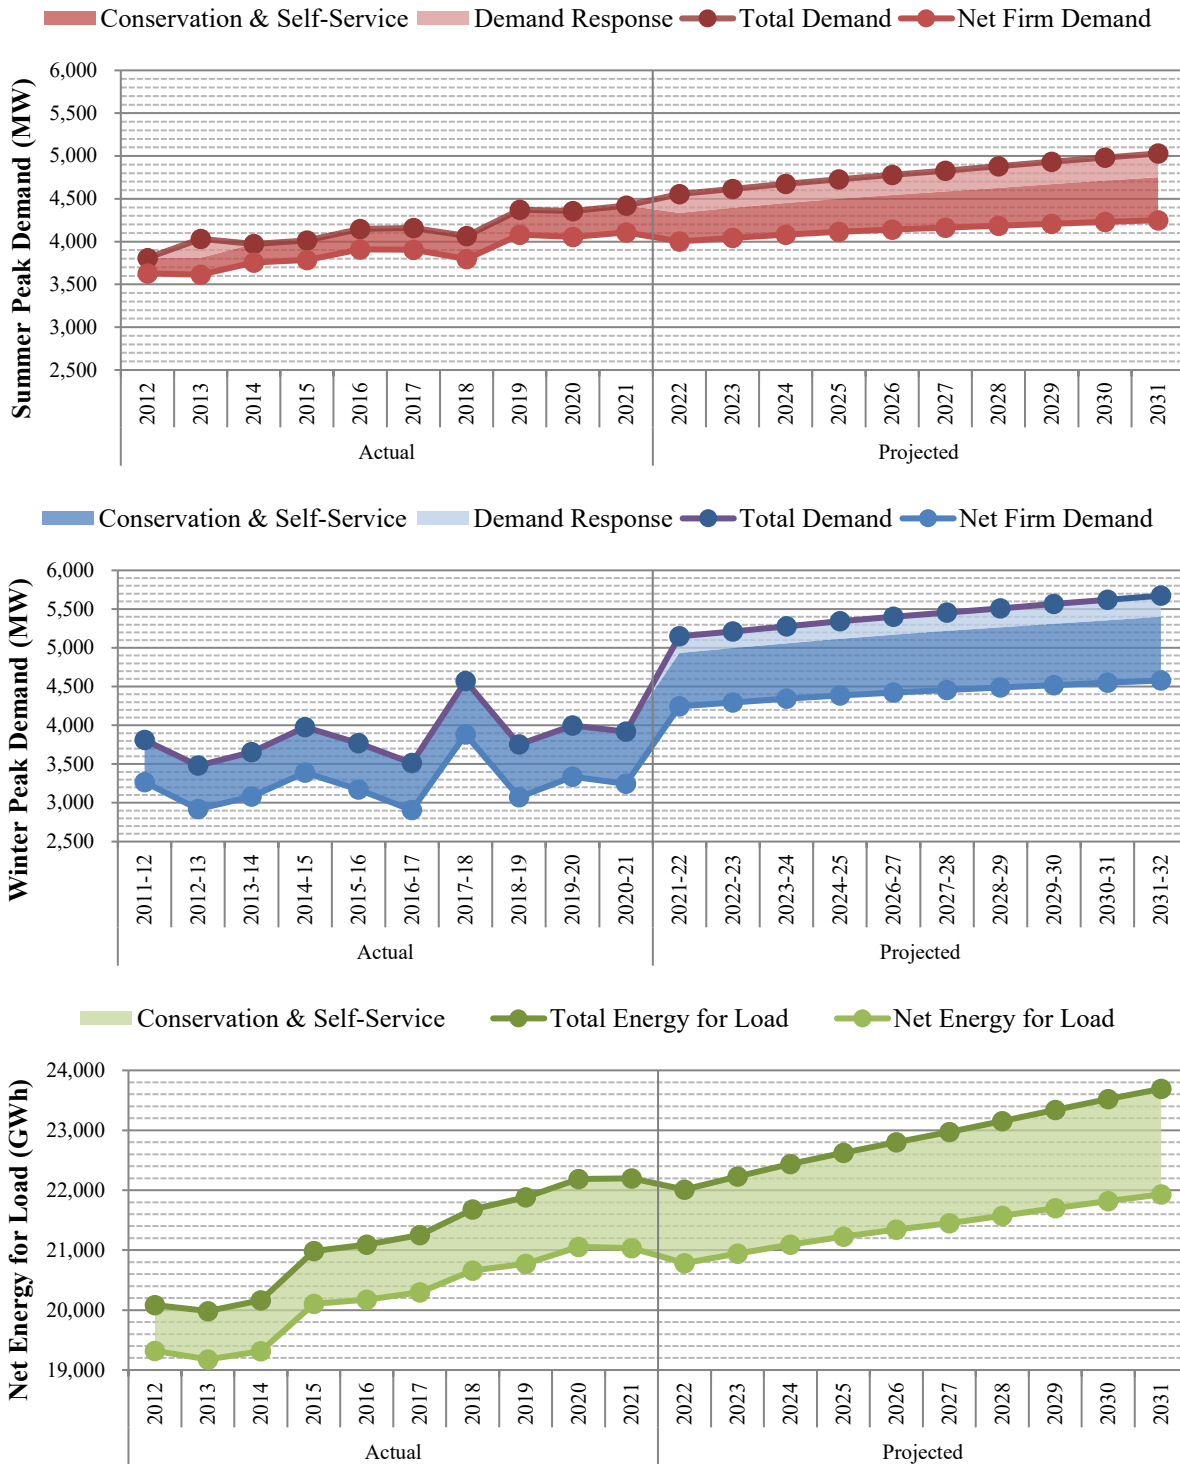 Conservation & Self-Service Demand Response Total Demand Net Firm Demand
Summer Peak Demand (MW)
6,000
5,500
5,000
4,500
4,000
3,500
3,000
2,500
2012 2013 2014 2015 2016 2017 2018 2019 2020 2021 2022 2023 2024 2025 2026 2027 2028 2029 2030 2031
Actual Projected
Conservation & Self-Service Demand Response Total Demand Net Firm Demand
Winter Peak Demand (MW)
6,000
5,500
5,000
4,500
4,000
3,500
3,000
2,500
2011-12 2012-13 2013-14 2014-15 2015-16 2016-17 2017-18 2018-19 2019-20 2020-21 2021-22 2022-23 2023-24 2024-25 2026-27 2027-28 2028-29 2029-30 2030-31 2031-32
Actual Projected
Conservation & Self-Service Total Energy for Load Net Energy for Load
Net Energy for Load (GWh)
24,000
23,000
22,000
21,000
20,000
19,000
2012 2013 2014 2015 2016 2017 2018 2019 2020 2021 2022 2023 2024 2025 2026 2027 2028 2029 2030 2031
Actual Projected